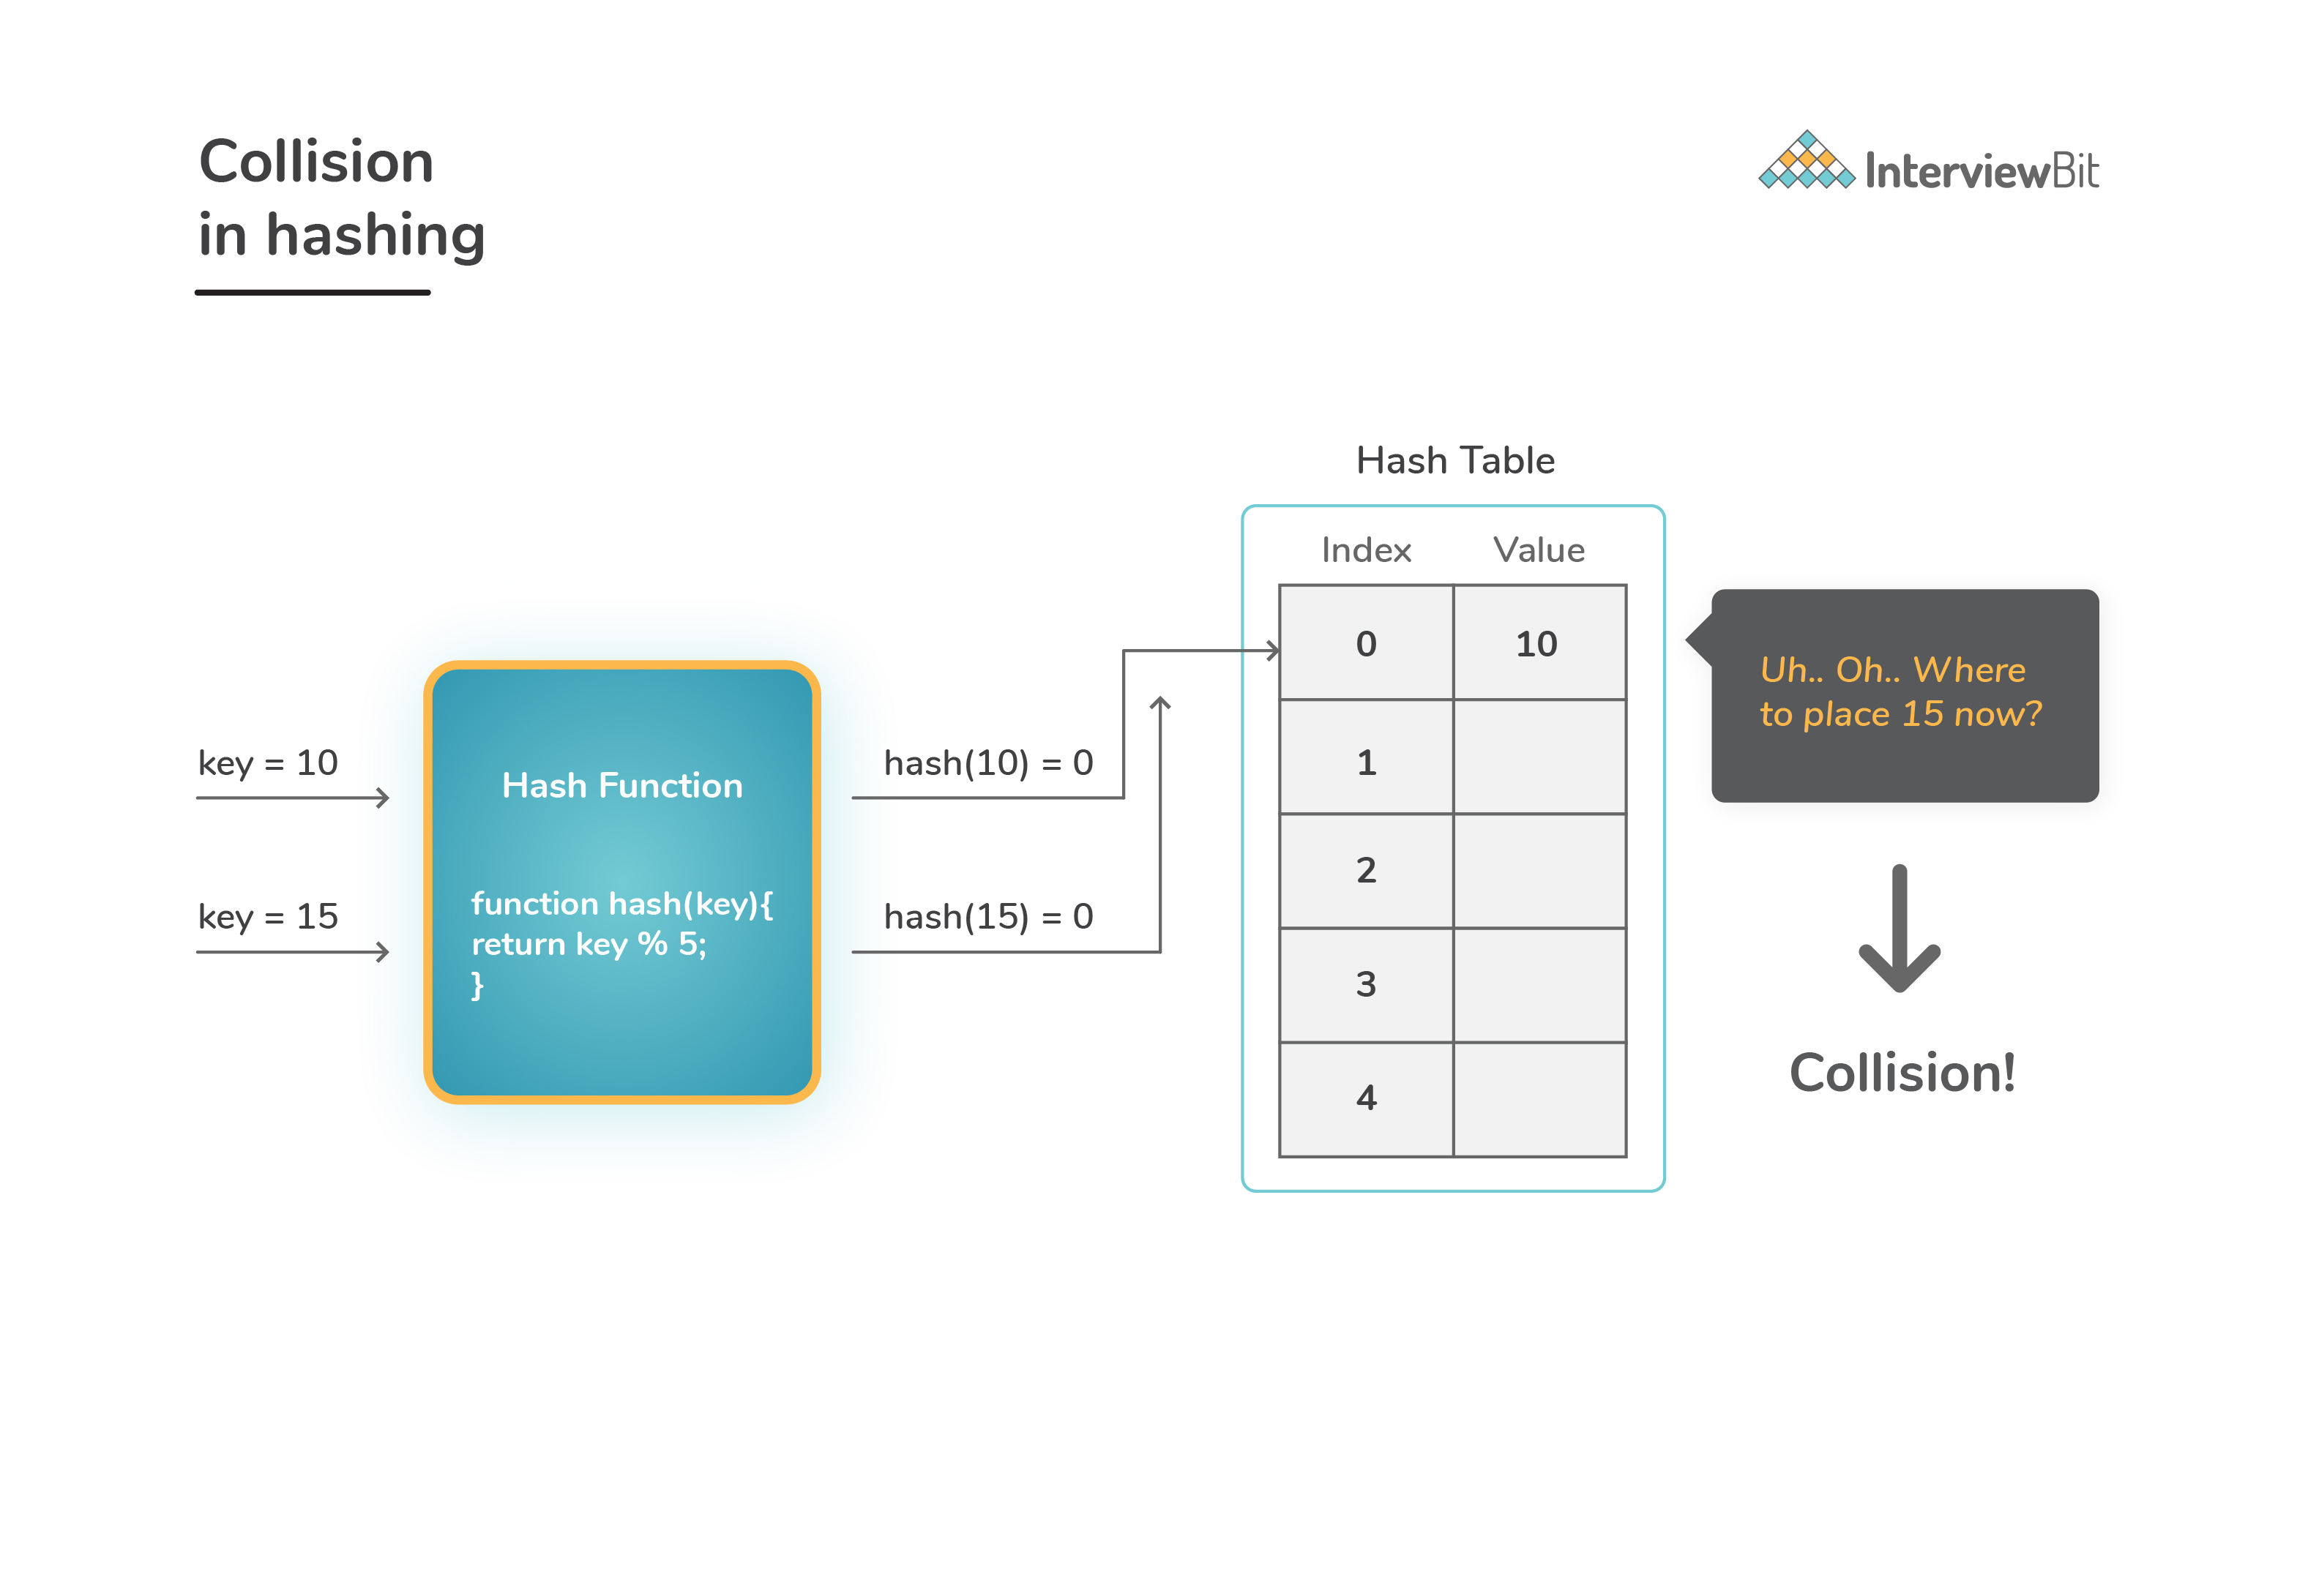 Collision
in hashing
InterviewBit
Hash Table
Index Value
0 10
1
2
3
4
Uh.. Oh.. Where
to place 15 now?
Collision!
key = 10
key = 15
Hash Function
function hash(key){
return key % 5;
}
hash(10) = 0
hash(15) = 0